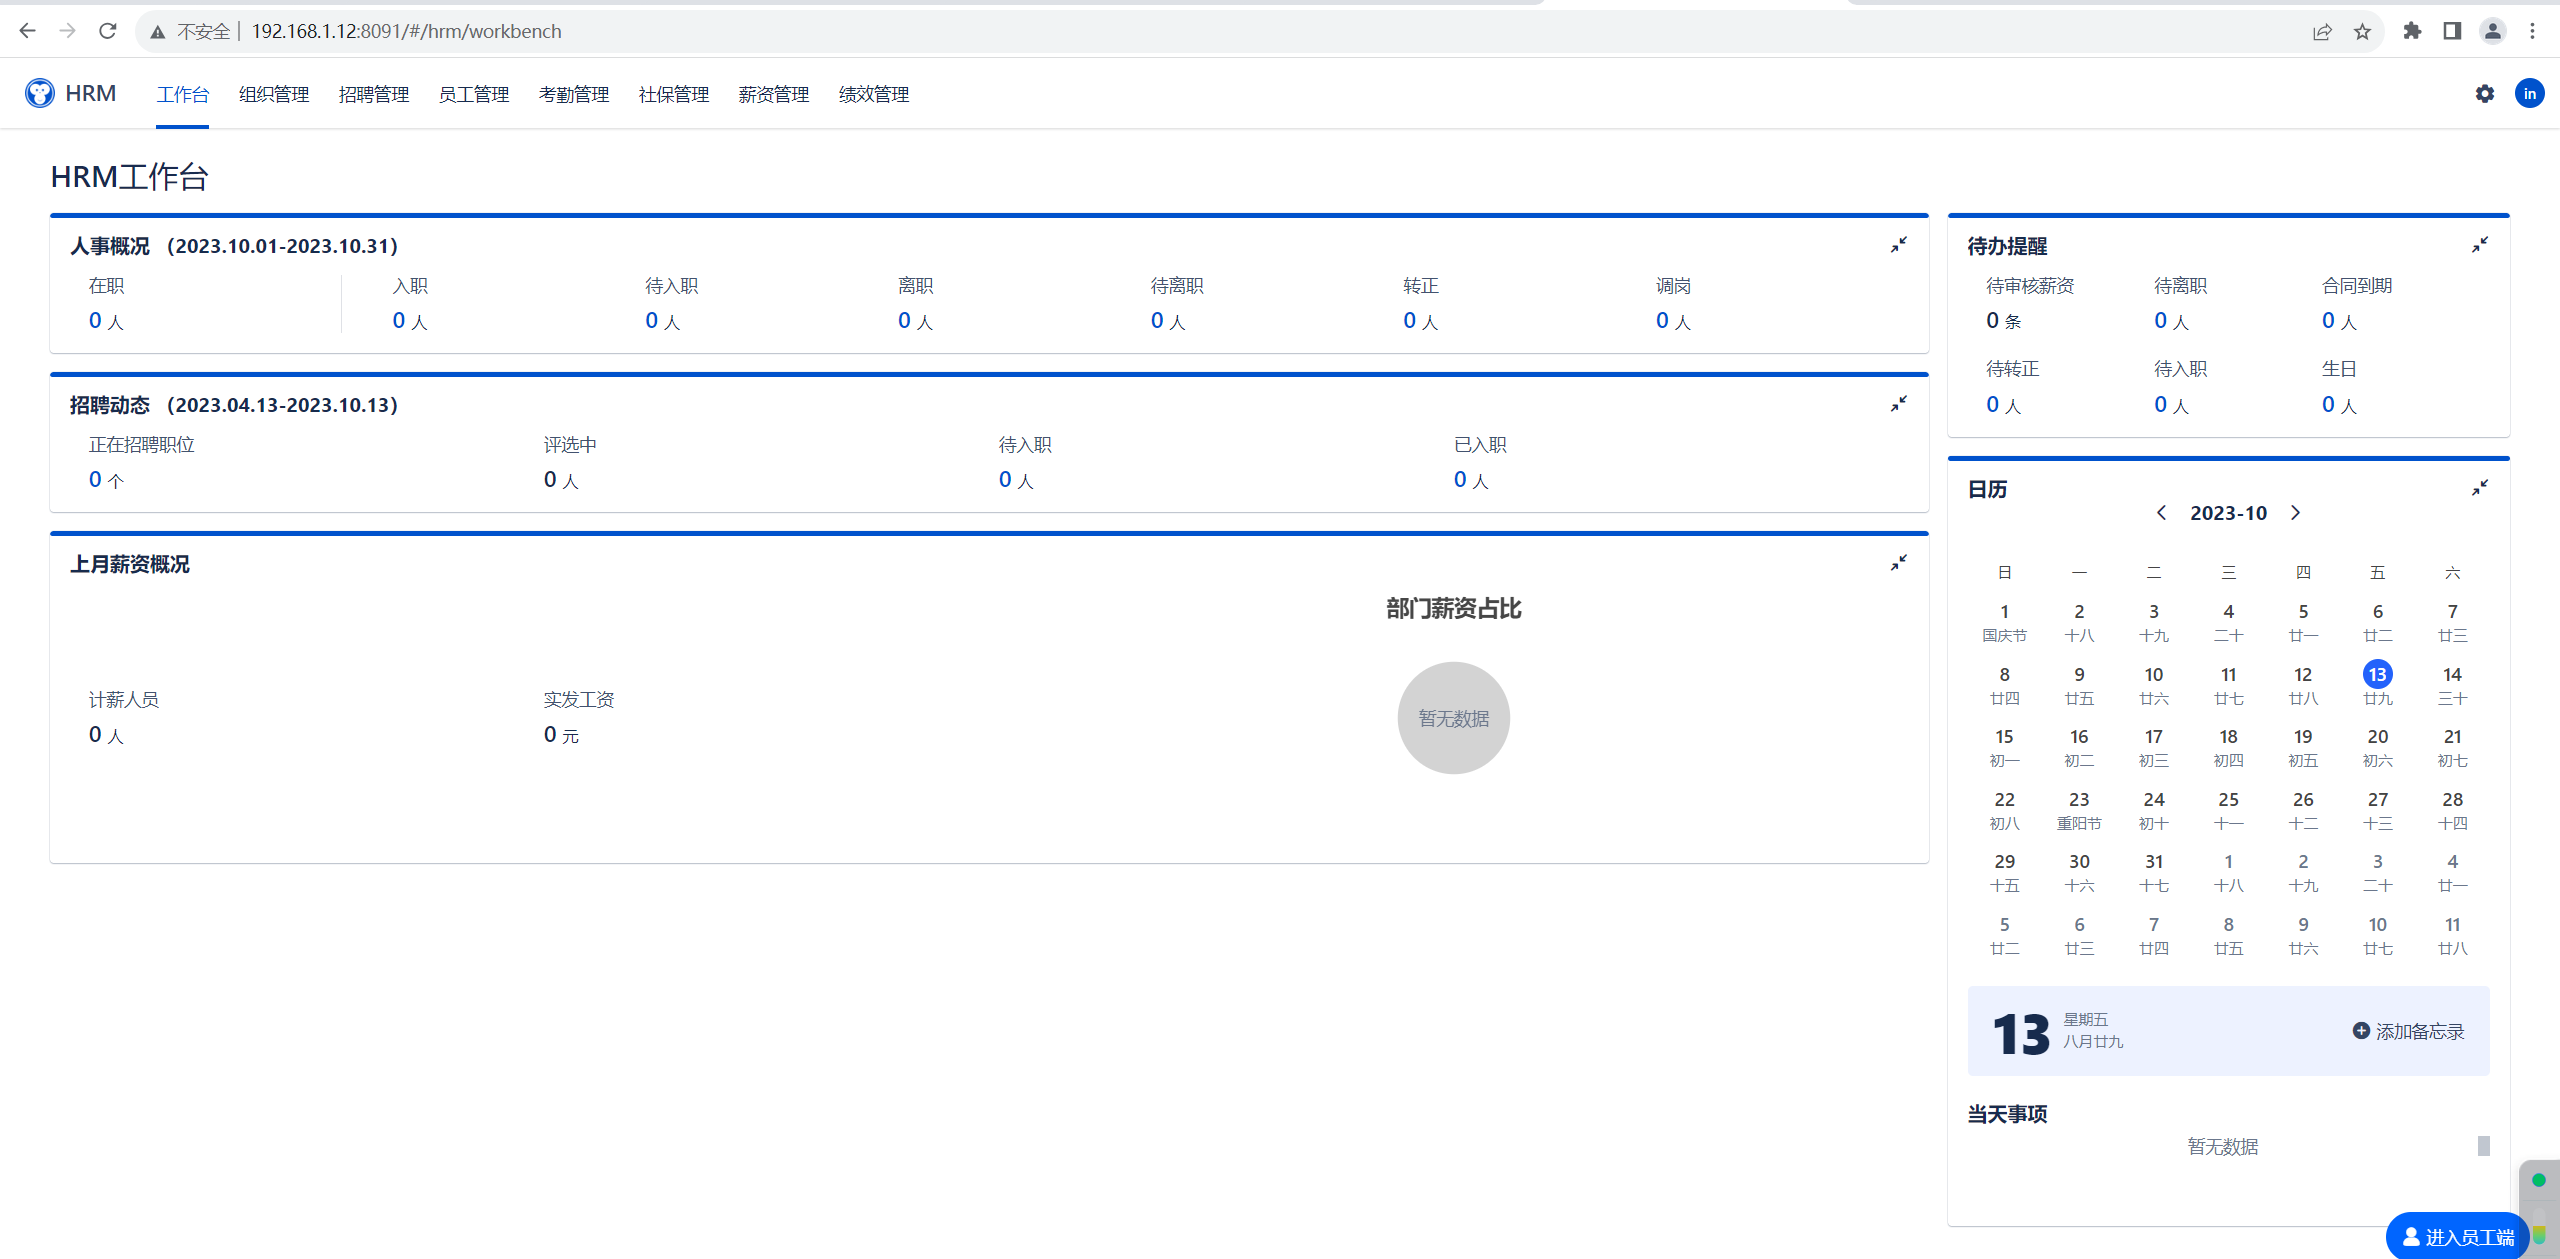 不安全 | 192.168.1.12:8091/#/hrm/workbench
HRM 工作台 组织管理 招聘管理 员工管理 考勤管理 社保管理 薪资管理 绩效管理 in
HRM工作台
人事概况 （2023.10.01-2023.10.31）
在职 入职 待入职 离职 待离职 转正 调岗
0 人 0 人 0 人 0 人 0 人 0 人 0 人
招聘动态 （2023.04.13-2023.10.13）
正在招聘职位 评选中 待入职 已入职
0 个 0 人 0 人 0 人
上月薪资概况
部门薪资占比
计薪人员 实发工资
0 人 0 元
暂无数据
待办提醒
待审核薪资 待离职 合同到期
0 条 0 人 0 人
待转正 待入职 生日
0 人 0 人 0 人
日历
2023-10
日 一 二 三 四 五 六
1 2 3 4 5 6 7
国庆节 十八 十九 二十 廿一 廿二 廿三
8 9 10 11 12 13 14
廿四 廿五 廿六 廿七 廿八 廿九 三十
15 16 17 18 19 20 21
初一 初二 初三 初四 初五 初六 初七
22 23 24 25 26 27 28
初八 重阳节 初十 十一 十二 十三 十四
29 30 31 1 2 3 4
十五 十六 十七 十八 十九 二十 廿一
5 6 7 8 9 10 11
廿二 廿三 廿四 廿五 廿六 廿七 廿八
13 星期五
八月廿九
添加备忘录
当天事项
暂无数据
进入员工端